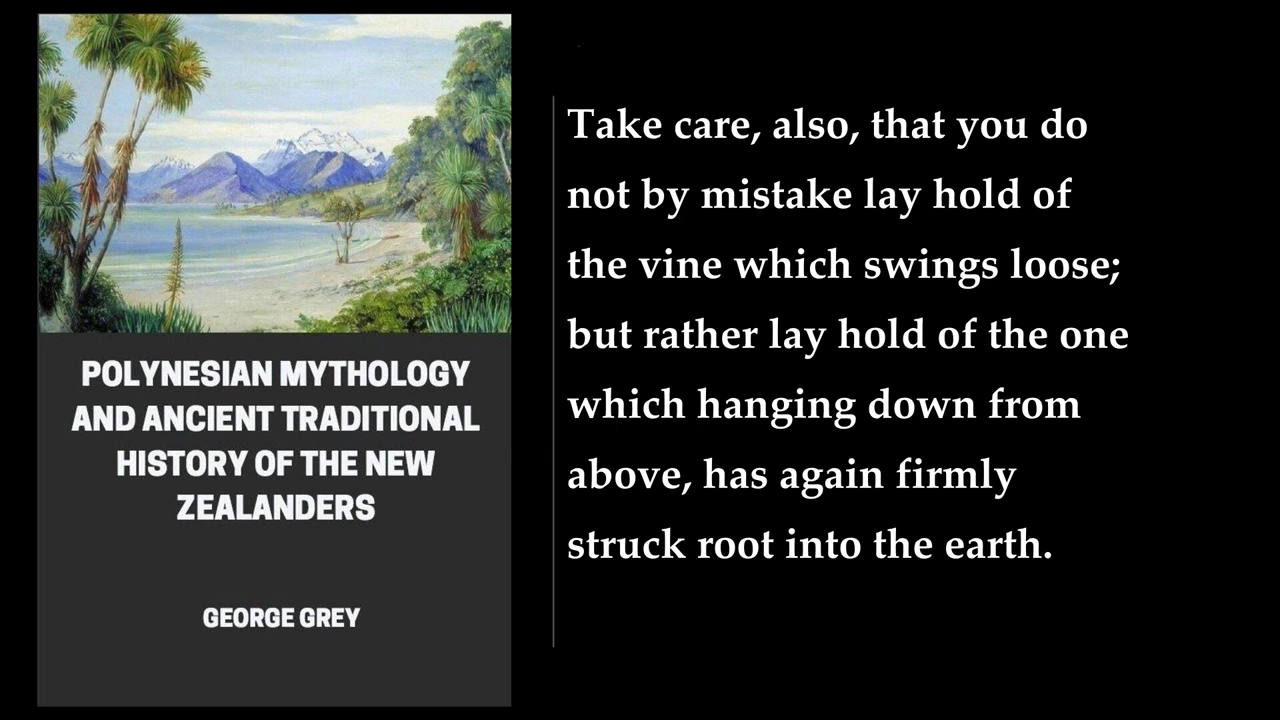 POLYNESIAN MYTHOLOGY
AND ANCIENT TRADITIONAL
HISTORY OF THE NEW
ZEALANDERS
GEORGE GREY
Take care, also, that you do
not by mistake lay hold of
the vine which swings loose;
but rather lay hold of the one
which hanging down from
above, has again firmly
struck root into the earth.